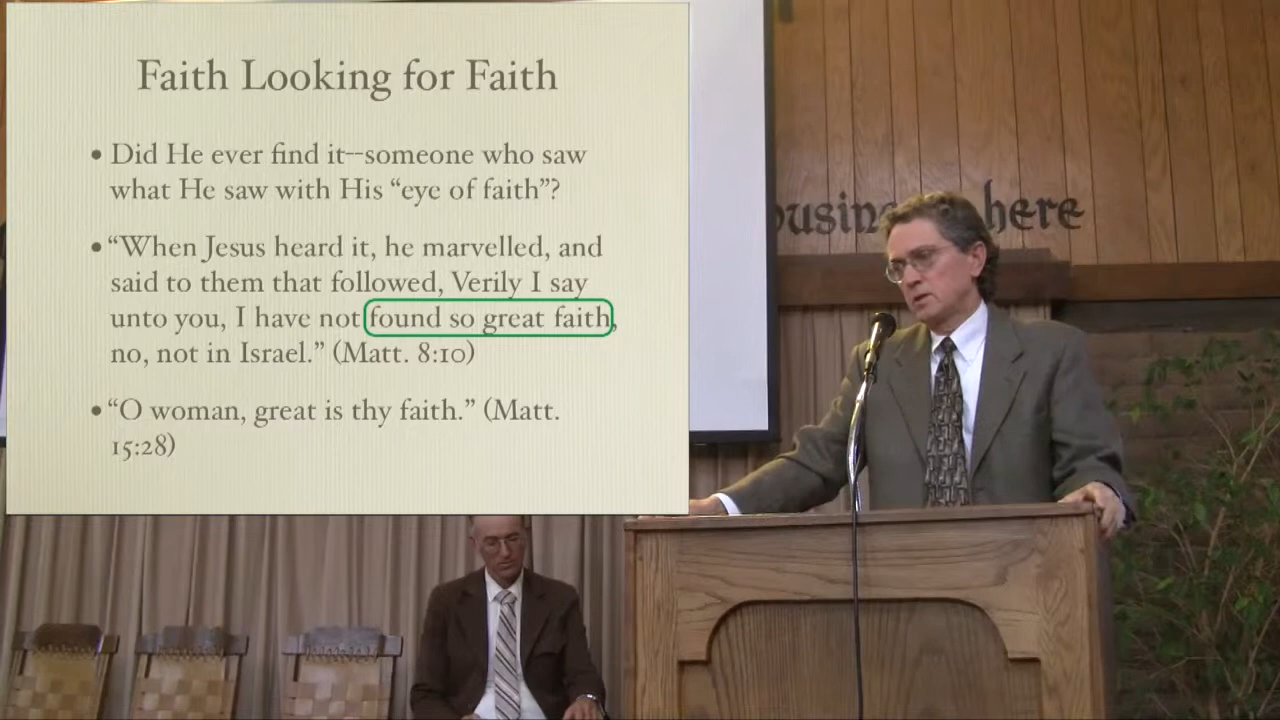 Faith Looking for Faith
• Did He ever find it--someone who saw
what He saw with His “eye of faith”?
• “When Jesus heard it, he marvelled, and
said to them that followed, Verily I say
unto you, I have not found so great faith,
no, not in Israel.” (Matt. 8:10)
• “O woman, great is thy faith.” (Matt.
15:28)
here